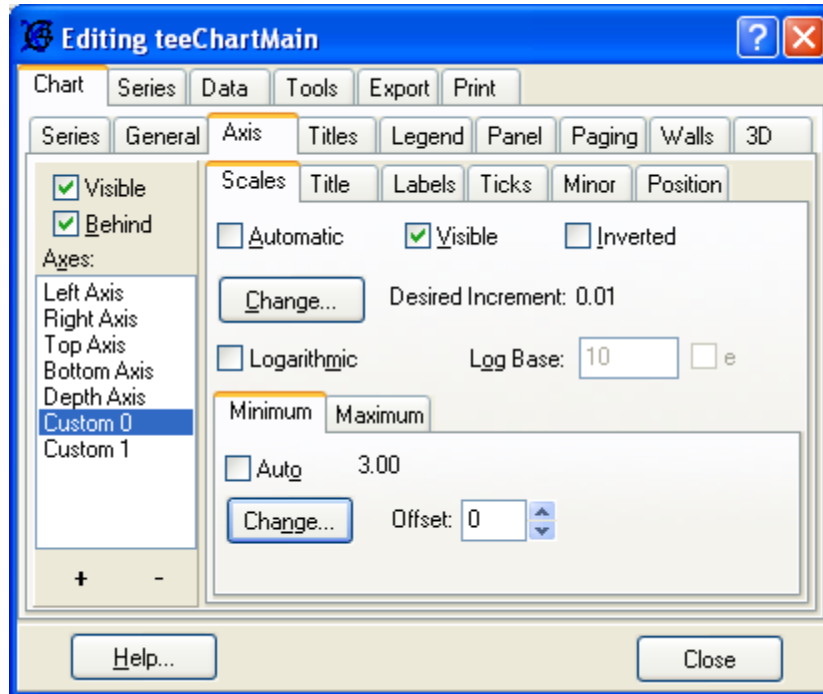 Editing teeChartMain
Chart Series Data Tools Export Print
Series General Axis Titles Legend Panel Paging Walls 3D
Visible
Behind
Axes:
Left Axis
Right Axis
Top Axis
Bottom Axis
Depth Axis
Custom 0
Custom 1
+ -
Scales Title Labels Ticks Minor Position
Automatic Visible Inverted
Change... Desired Increment: 0.01
Logarithmic Log Base: 10 e
Minimum Maximum
Auto 3.00
Change... Offset: 0
Help... Close